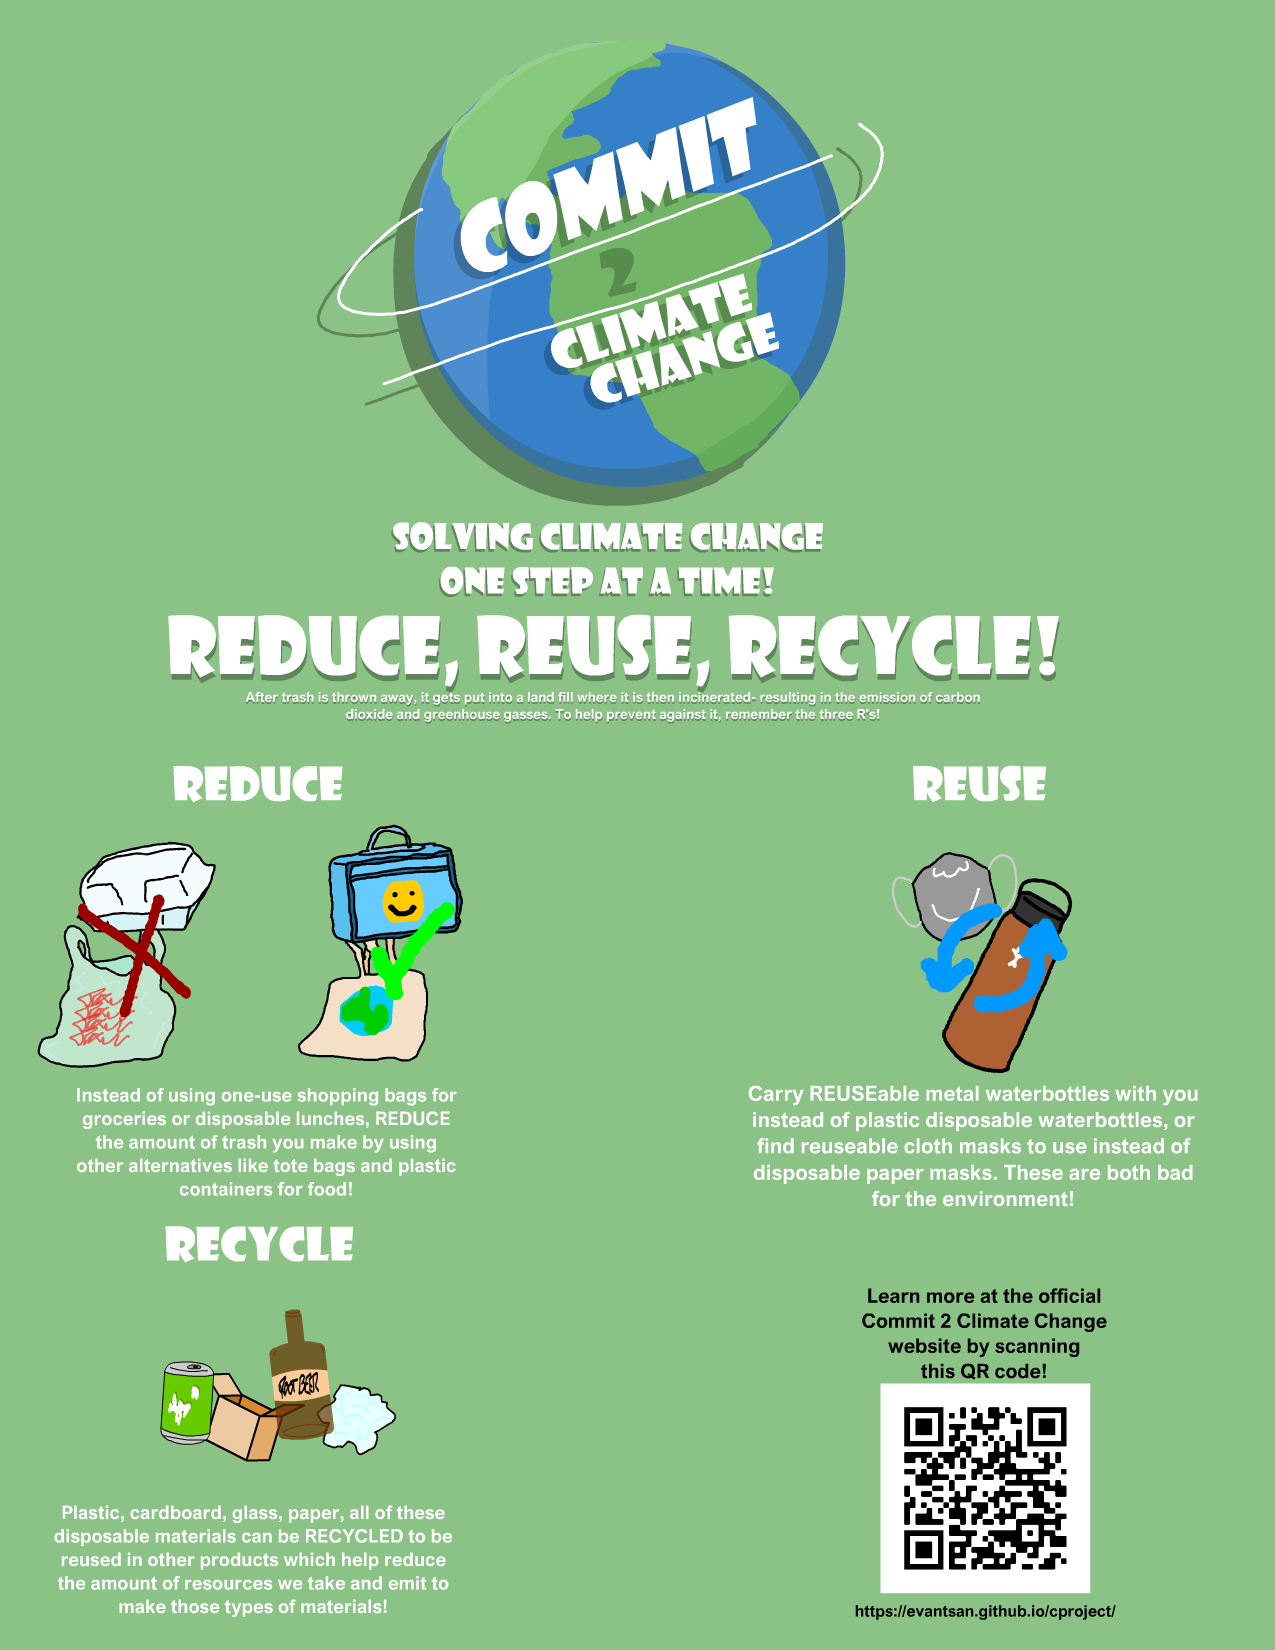 COMMIT
2
CLIMATE
CHANGE
SOLVING CLIMATE CHANGE
ONE STEP AT A TIME!
REDUCE, REUSE, RECYCLE!
After trash is thrown away, it gets put into a land fill where it is then incinerated- resulting in the emission of carbon
dioxide and greenhouse gasses. To help prevent against it, remember the three R's!
REDUCE
Instead of using one-use shopping bags for
groceries or disposable lunches, REDUCE
the amount of trash you make by using
other alternatives like tote bags and plastic
containers for food!
REUSE
Carry REUSEable metal waterbottles with you
instead of plastic disposable waterbottles, or
find reuseable cloth masks to use instead of
disposable paper masks. These are both bad
for the environment!
RECYCLE
ROOT BEER
Plastic, cardboard, glass, paper, all of these
disposable materials can be RECYCLED to be
reused in other products which help reduce
the amount of resources we take and emit to
make those types of materials!
Learn more at the official
Commit 2 Climate Change
website by scanning
this QR code!
https://evantsan.github.io/cproject/